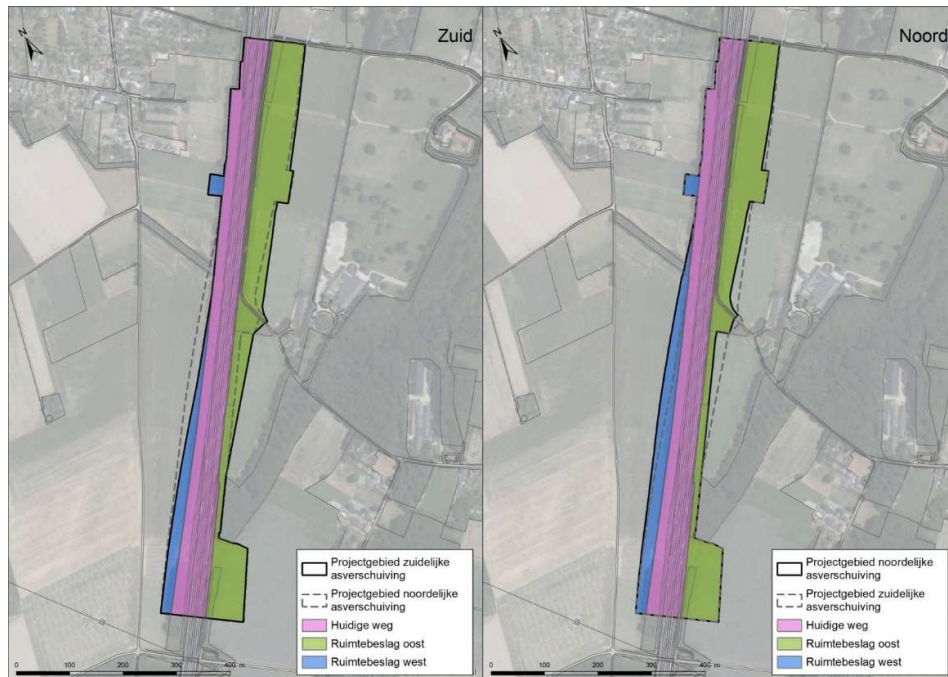 N
Zuid
Projectgebied zuidelijke
asverschuiving
Projectgebied noordelijke
asverschuiving
Huidige weg
Ruimtebeslag oost
Ruimtebeslag west
0 100 200 300 400 m
N
Noord
Projectgebied noordelijke
asverschuiving
Projectgebied zuidelijke
asverschuiving
Huidige weg
Ruimtebeslag oost
Ruimtebeslag west
0 100 200 300 400 m